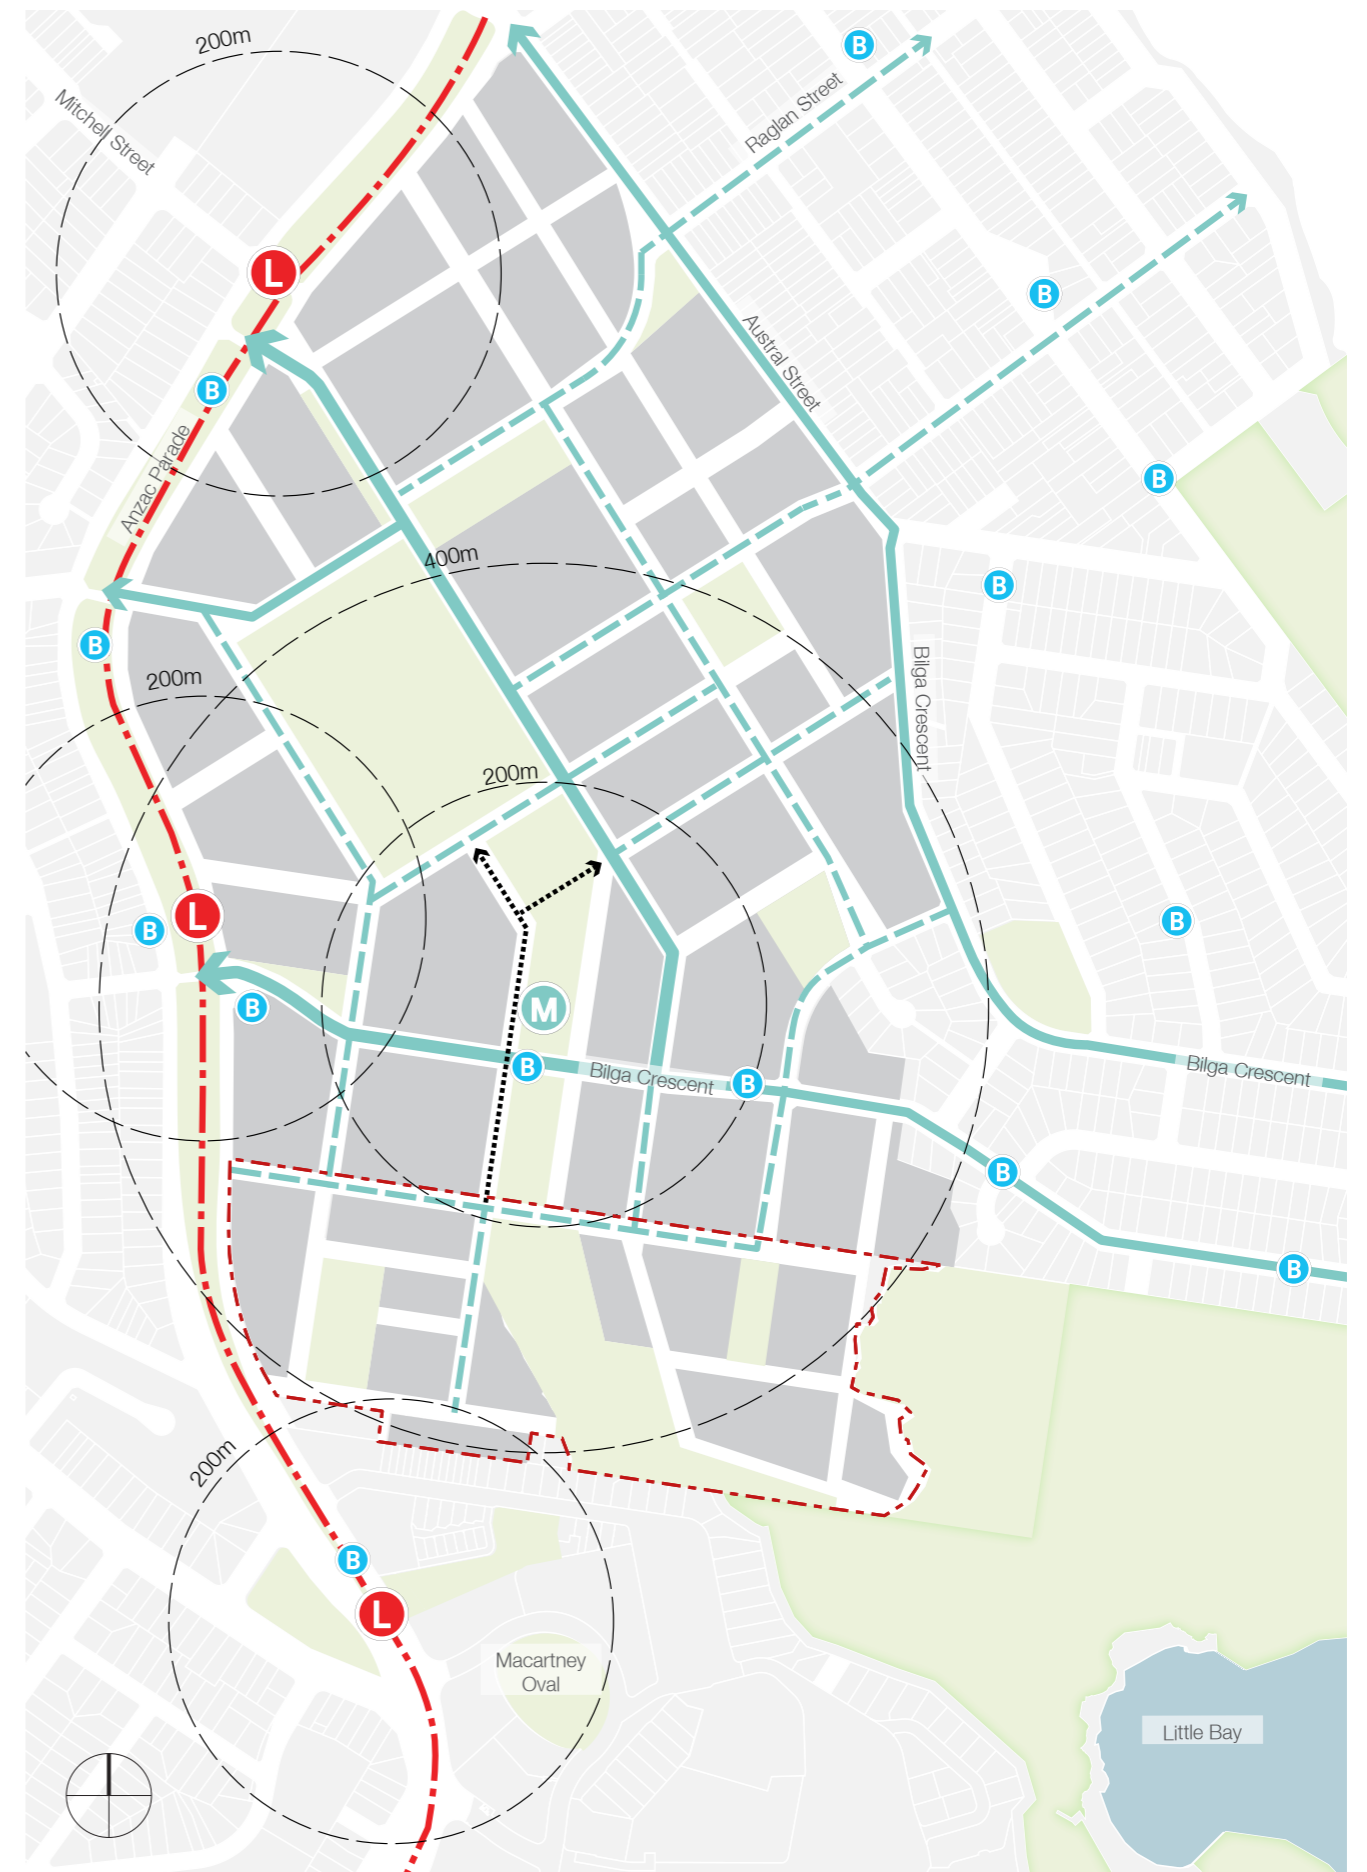 200m
B
Raglan Street
Mitchell Street
L
B
Austral Street
B
Anzac Parade
B
400m
B
B
Bilga Crescent
200m
200m
L
B
B
B
M
B
Bilga Crescent
B
Bilga Crescent
B
B
200m
B
L
Macartney
Oval
Little Bay